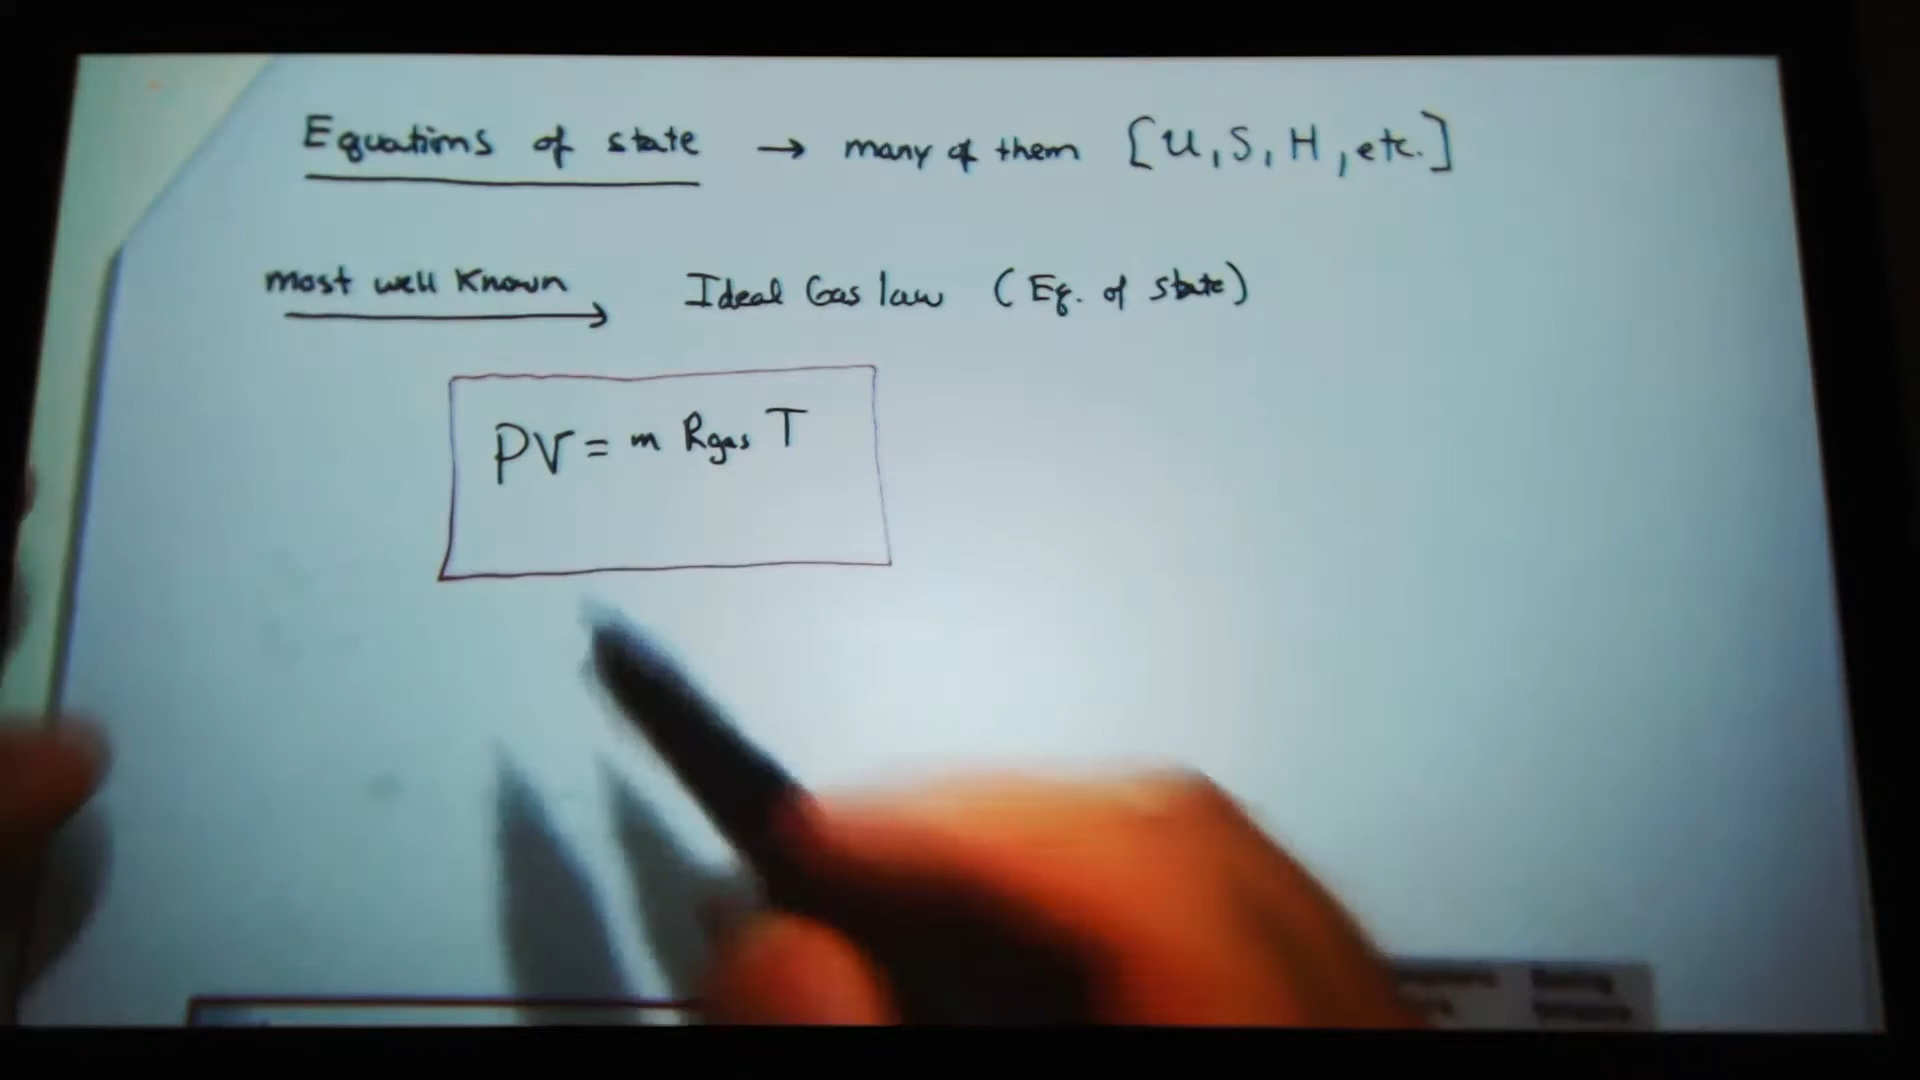 Equations of state → many of them [U, S, H, etc.]
most well known → Ideal Gas law (Eq. of state)
PV = m Rgas T